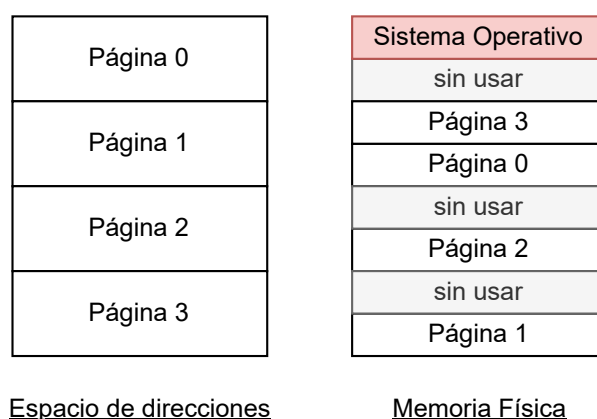 Página 0
Página 1
Página 2
Página 3
Espacio de direcciones
Sistema Operativo
sin usar
Página 3
Página 0
sin usar
Página 2
sin usar
Página 1
Memoria Física